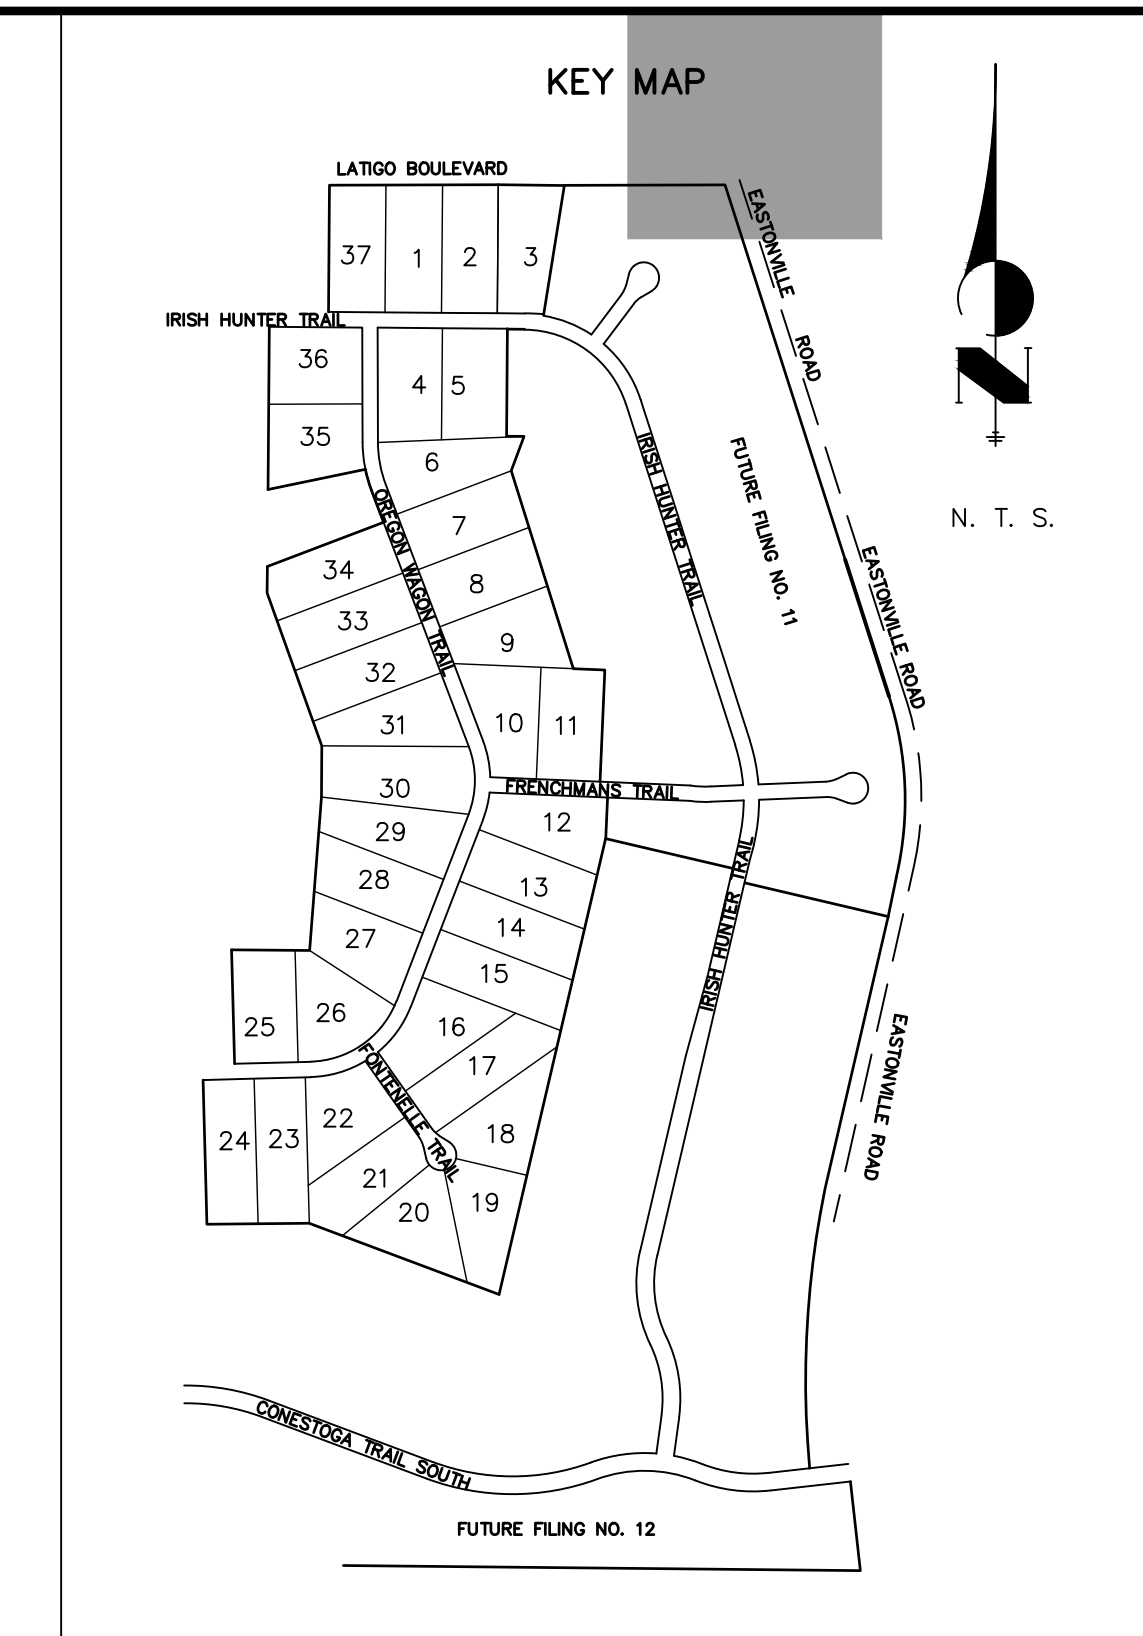 KEY MAP
LATIGO BOULEVARD
EASTONVILLE ROAD
37
1
2
3
IRISH HUNTER TRAIL
36
4
5
35
6
IRISH HUNTER TRAIL
FUTURE FILING NO. 11
OREGON WAGON TRAIL
7
N. T. S.
34
8
EASTONVILLE ROAD
33
9
32
31
10
11
30
FRENCHMANS TRAIL
12
29
28
13
IRISH HUNTER TRAIL
27
14
15
26
25
16
EASTONVILLE ROAD
FONTENELLE TRAIL
17
22
24
23
18
21
19
20
CONESTOGA TRAIL SOUTH
FUTURE FILING NO. 12
N